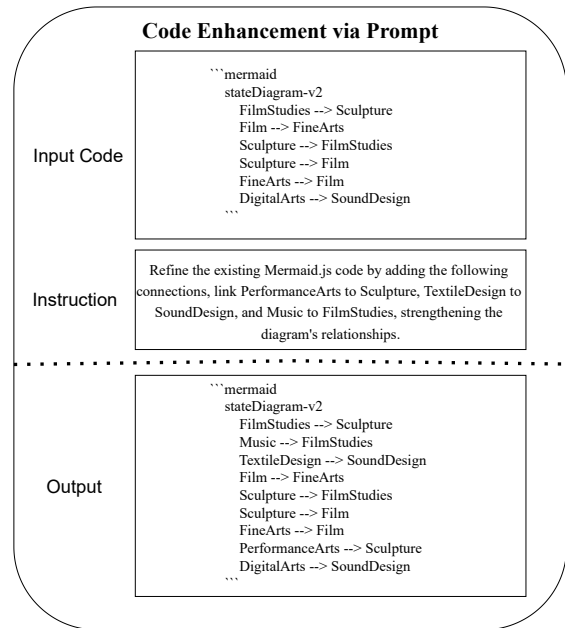 Code Enhancement via Prompt
Input Code
```mermaid
stateDiagram-v2
FilmStudies --> Sculpture
Film --> FineArts
Sculpture --> FilmStudies
Sculpture --> Film
FineArts --> Film
DigitalArts --> SoundDesign
```
Instruction
Refine the existing Mermaid.js code by adding the following
connections, link PerformanceArts to Sculpture, TextileDesign to
SoundDesign, and Music to FilmStudies, strengthening the
diagram's relationships.
Output
```mermaid
stateDiagram-v2
FilmStudies --> Sculpture
Music --> FilmStudies
TextileDesign --> SoundDesign
Film --> FineArts
Sculpture --> FilmStudies
Sculpture --> Film
FineArts --> Film
PerformanceArts --> Sculpture
DigitalArts --> SoundDesign
```